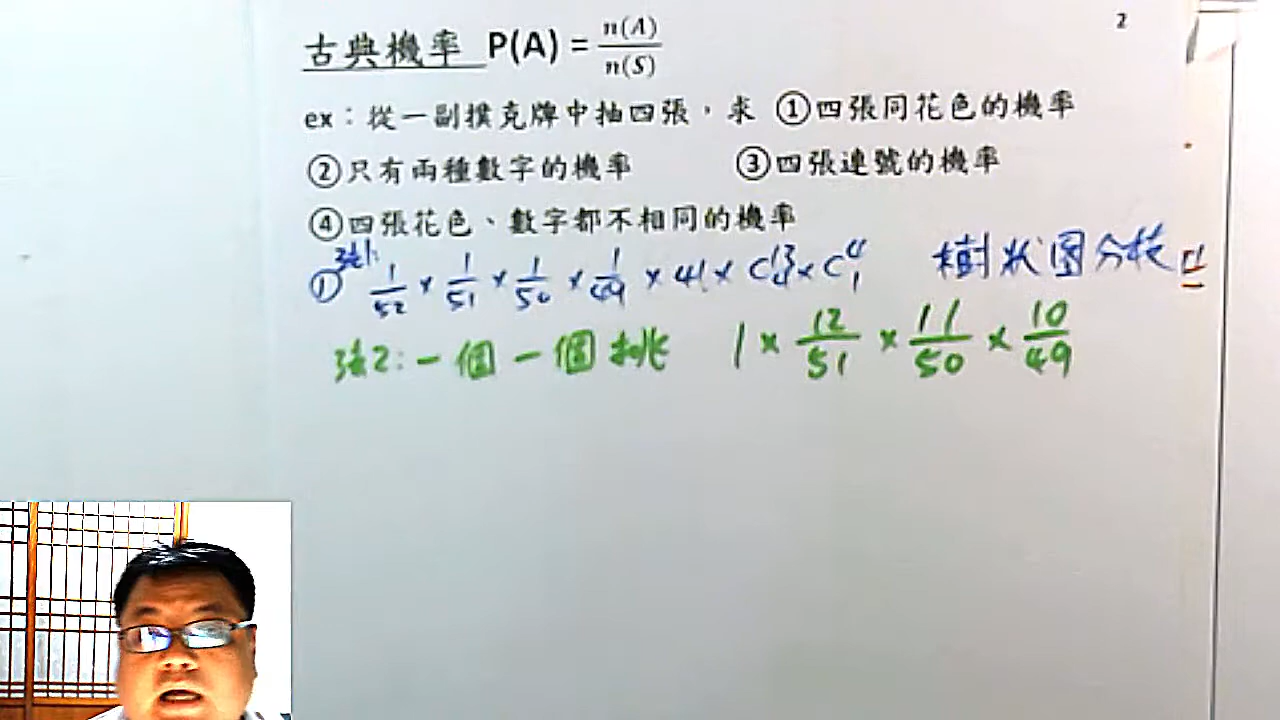 2
古典機率 P(A) = n(A)/n(S)
ex：從一副撲克牌中抽四張，求 ①四張同花色的機率
②只有兩種數字的機率 ③四張連號的機率
④四張花色、數字都不相同的機率
① 法1: 1/52 × 1/51 × 1/50 × 1/49 × 4! × C13 4 × C4 1 樹狀圖分枝
法2: 一個一個挑 1 × 12/51 × 11/50 × 10/49